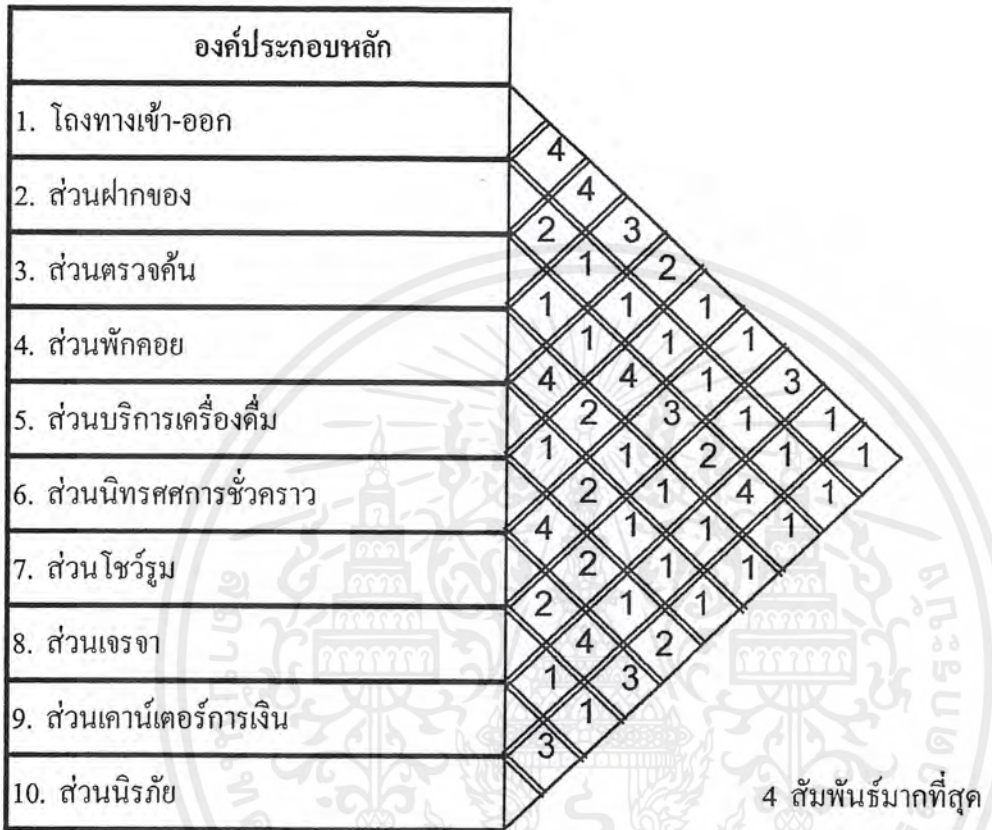 องค์ประกอบหลัก
1. โถงทางเข้า-ออก
4
4
2. ส่วนฝากของ
2 3
1 2
3. ส่วนตรวจค้น
1 1 1
1 1 1
4. ส่วนพักคอย
4 4 1 3
2 3 1 1
5. ส่วนบริการเครื่องดื่ม
1 1 2 1 1
2 1 4 1
6. ส่วนนิทรศศการชั่วคราว
4 1 1 1
2 1 1
7. ส่วนโชว์รูม
2 1 1
4 2
8. ส่วนเจรจา
1 3
1
9. ส่วนเคาน์เตอร์การเงิน
3
10. ส่วนนิรภัย
4 สัมพันธ์มากที่สุด